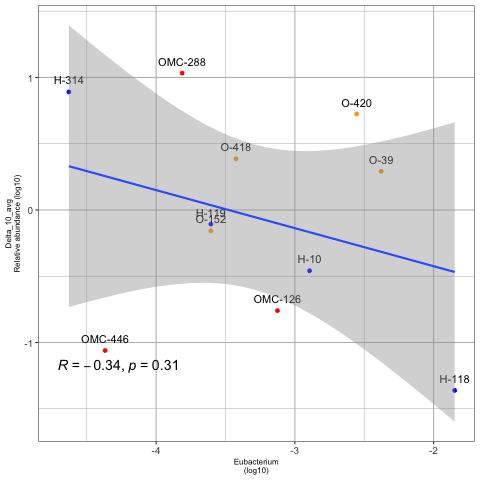 OMC-288
H-314
1
O-420
O-418
O-39
H-119
0
O-152
H-10
OMC-126
OMC-446
-1
R = −0.34, p = 0.31
H-118
-4
-3
-2
Eubacterium
(log10)
Delta_10_avg
Relative abundance (log10)